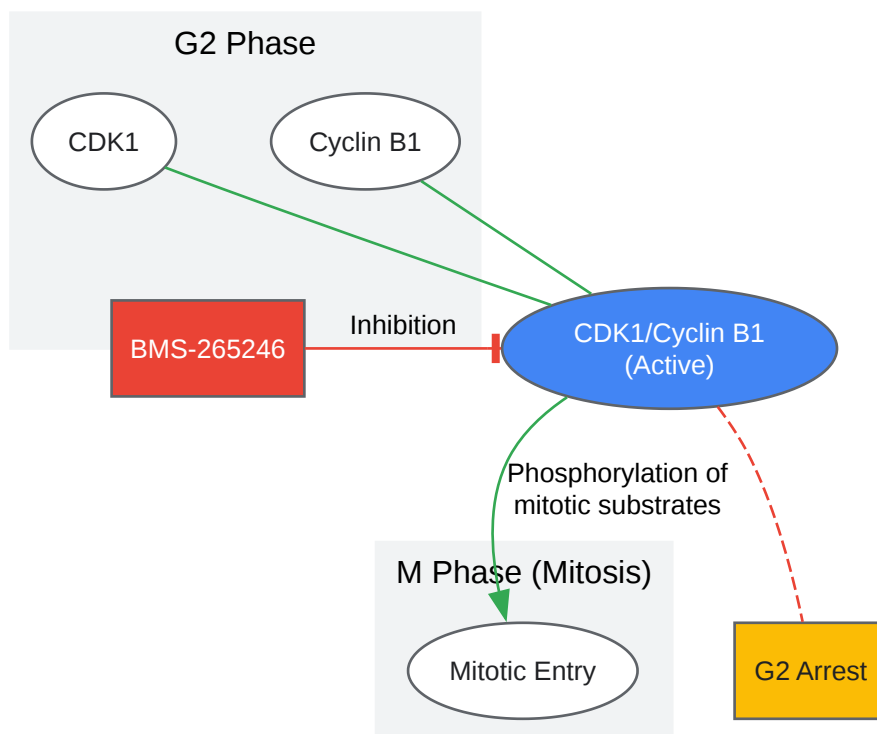 G2 Phase
CDK1
Cyclin B1
Inhibition
BMS-265246
CDK1/Cyclin B1
(Active)
Phosphorylation of
mitotic substrates
M Phase (Mitosis)
Mitotic Entry
G2 Arrest